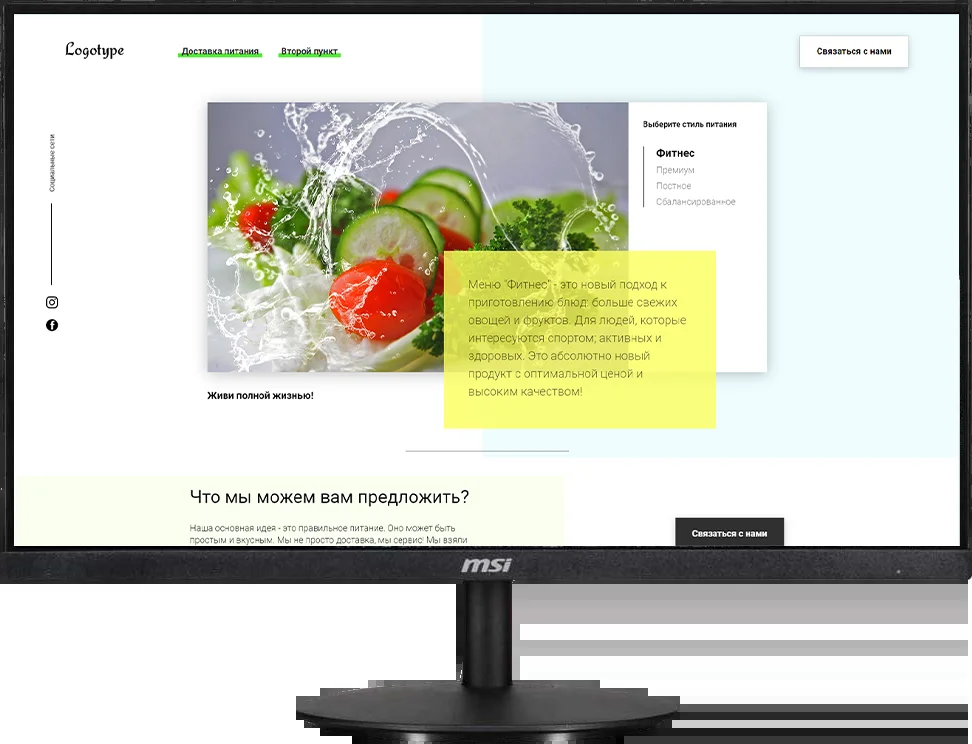 Logotype
Доставка питания
Второй пункт
Связаться с нами
Социальные сети
Выберите стиль питания
Фитнес
Премиум
Постное
Сбалансированное
Меню "Фитнес" - это новый подход к
приготовлению блюд: больше свежих
овощей и фруктов. Для людей, которые
интересуются спортом; активных и
здоровых. Это абсолютно новый
продукт с оптимальной ценой и
высоким качеством!
Живи полной жизнью!
Что мы можем вам предложить?
Наша основная идея - это правильное питание. Оно может быть
простым и вкусным. Мы не просто доставка, мы сервис! Мы взяли
Связаться с нами
msi